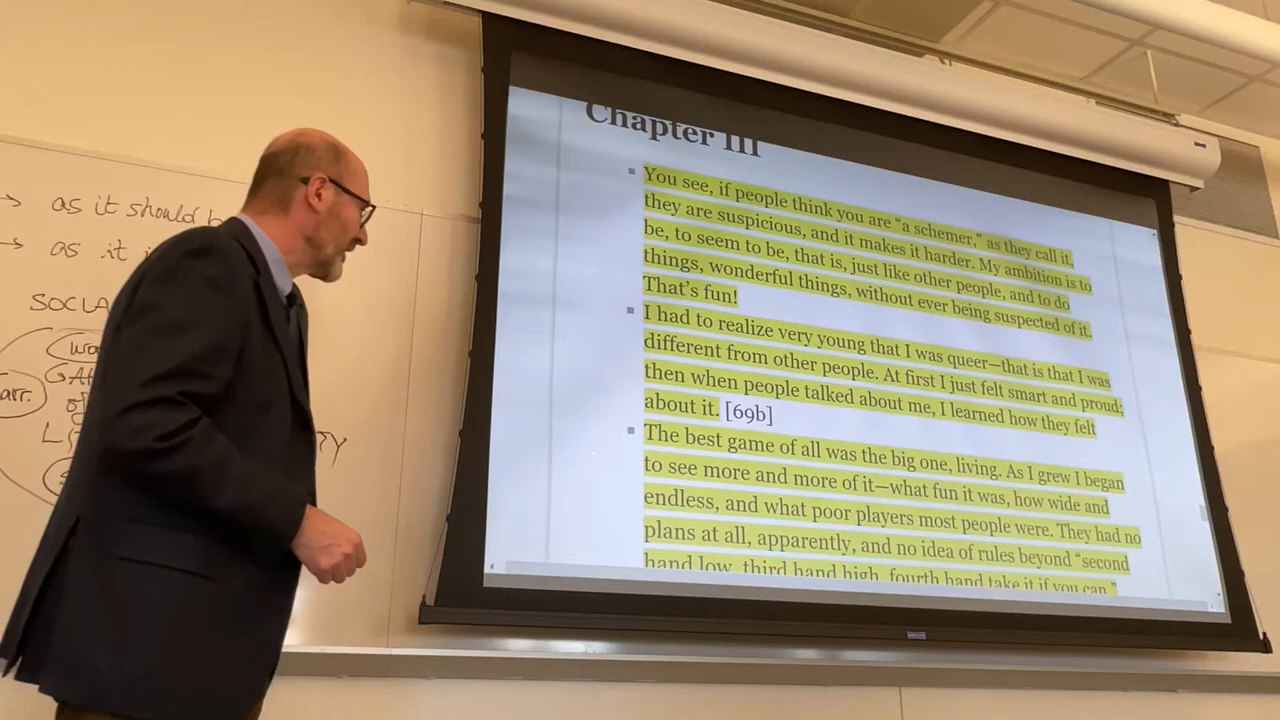 → as it should b
→ as it i
SOCIA
arr.
TY
Chapter III
You see, if people think you are “a schemer,” as they call it,
they are suspicious, and it makes it harder. My ambition is to
be, to seem to be, that is, just like other people, and to do
things, wonderful things, without ever being suspected of it.
That’s fun!
I had to realize very young that I was queer—that is that I was
different from other people. At first I just felt smart and proud;
then when people talked about me, I learned how they felt
about it. [69b]
The best game of all was the big one, living. As I grew I began
to see more and more of it—what fun it was, how wide and
endless, and what poor players most people were. They had no
plans at all, apparently, and no idea of rules beyond “second
hand low, third hand high, fourth hand take it if you can.”